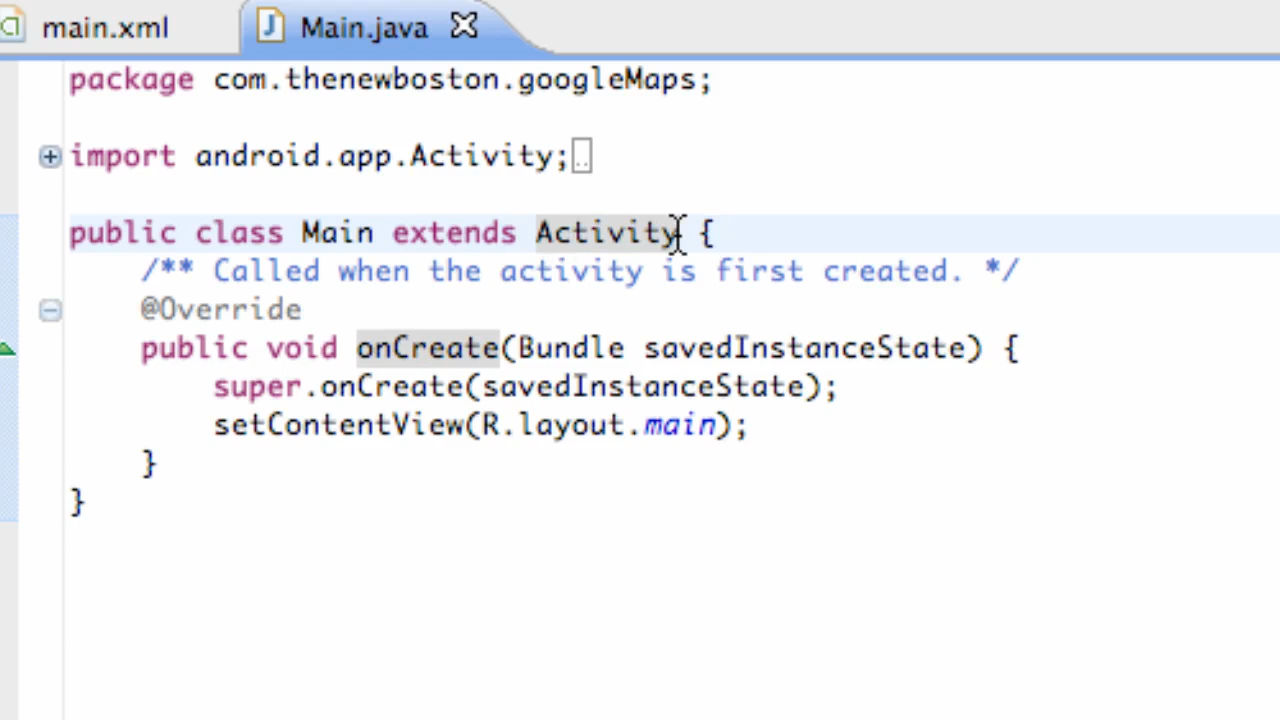 main.xml
Main.java
package com.thenewboston.googleMaps;
import android.app.Activity;
public class Main extends Activity {
/** Called when the activity is first created. */
@Override
public void onCreate(Bundle savedInstanceState) {
super.onCreate(savedInstanceState);
setContentView(R.layout.main);
}
}